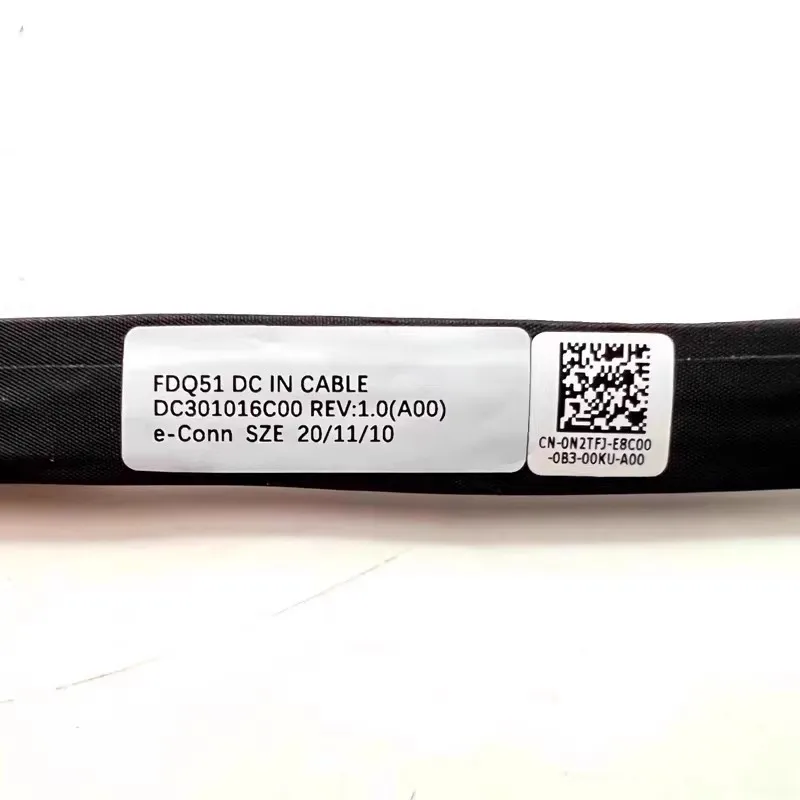 FDQ51 DC IN CABLE
DC301016C00 REV:1.0(A00)
e-Conn SZE 20/11/10
CN-0N2TFJ-E8C00
-0B3-00KU-A00